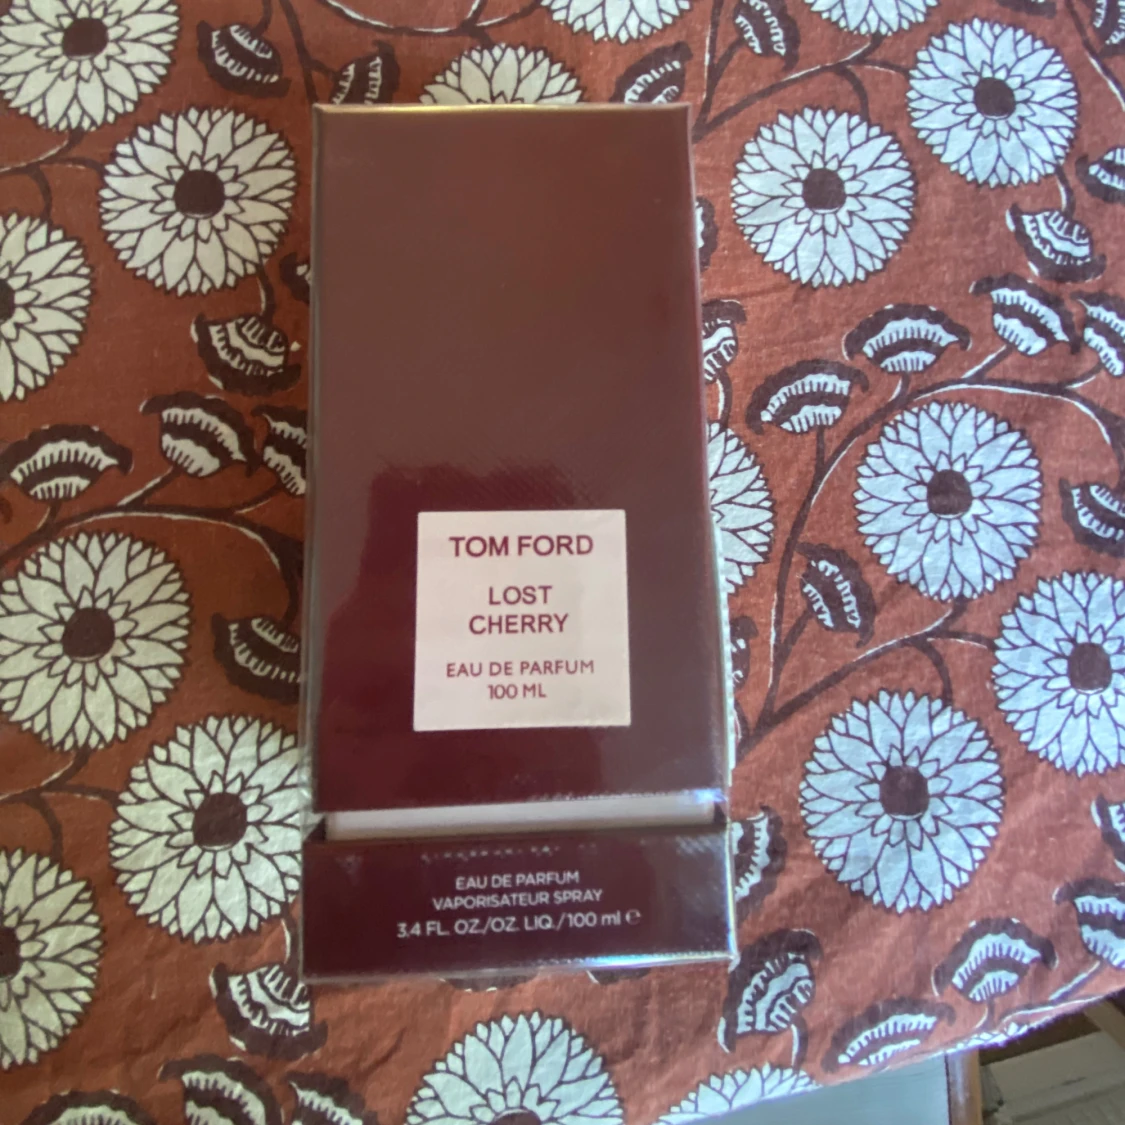 TOM FORD
LOST
CHERRY
EAU DE PARFUM
100 ML
EAU DE PARFUM
VAPORISATEUR SPRAY
3,4 FL. OZ./OZ. LIQ./100 ml ℮